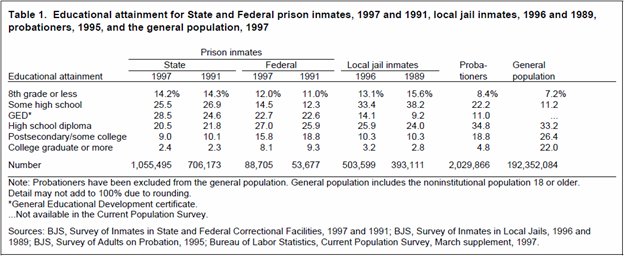 Table 1. Educational attainment for State and Federal prison inmates, 1997 and 1991, local jail inmates, 1996 and 1989,
probationers, 1995, and the general population, 1997
Prison inmates
State Federal Local jail inmates Proba- General
Educational attainment 1997 1991 1997 1991 1996 1989 tioners population
8th grade or less 14.2% 14.3% 12.0% 11.0% 13.1% 15.6% 8.4% 7.2%
Some high school 25.5 26.9 14.5 12.3 33.4 38.2 22.2 11.2
GED* 28.5 24.6 22.7 22.6 14.1 9.2 11.0 ...
High school diploma 20.5 21.8 27.0 25.9 25.9 24.0 34.8 33.2
Postsecondary/some college 9.0 10.1 15.8 18.8 10.3 10.3 18.8 26.4
College graduate or more 2.4 2.3 8.1 9.3 3.2 2.8 4.8 22.0
Number 1,055,495 706,173 88,705 53,677 503,599 393,111 2,029,866 192,352,084
Note: Probationers have been excluded from the general population. General population includes the noninstitutional population 18 or older.
Detail may not add to 100% due to rounding.
*General Educational Development certificate.
...Not available in the Current Population Survey.
Sources: BJS, Survey of Inmates in State and Federal Correctional Facilities, 1997 and 1991; BJS, Survey of Inmates in Local Jails, 1996 and
1989; BJS, Survey of Adults on Probation, 1995; Bureau of Labor Statistics, Current Population Survey, March supplement, 1997.